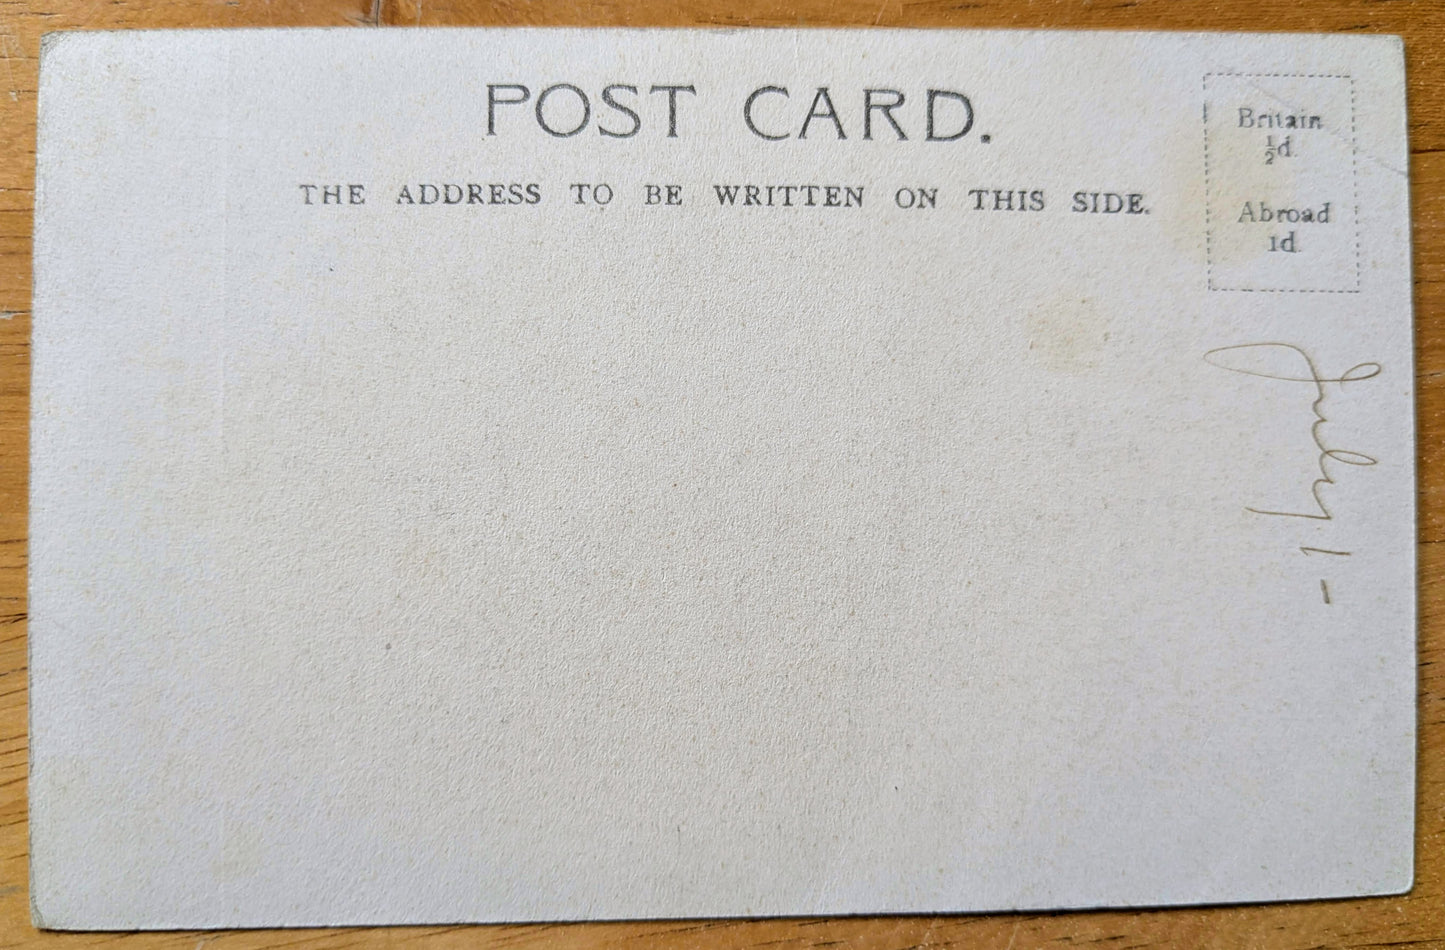 POST CARD.
THE ADDRESS TO BE WRITTEN ON THIS SIDE.
Britain
½d.
Abroad
1d.
July 1 -